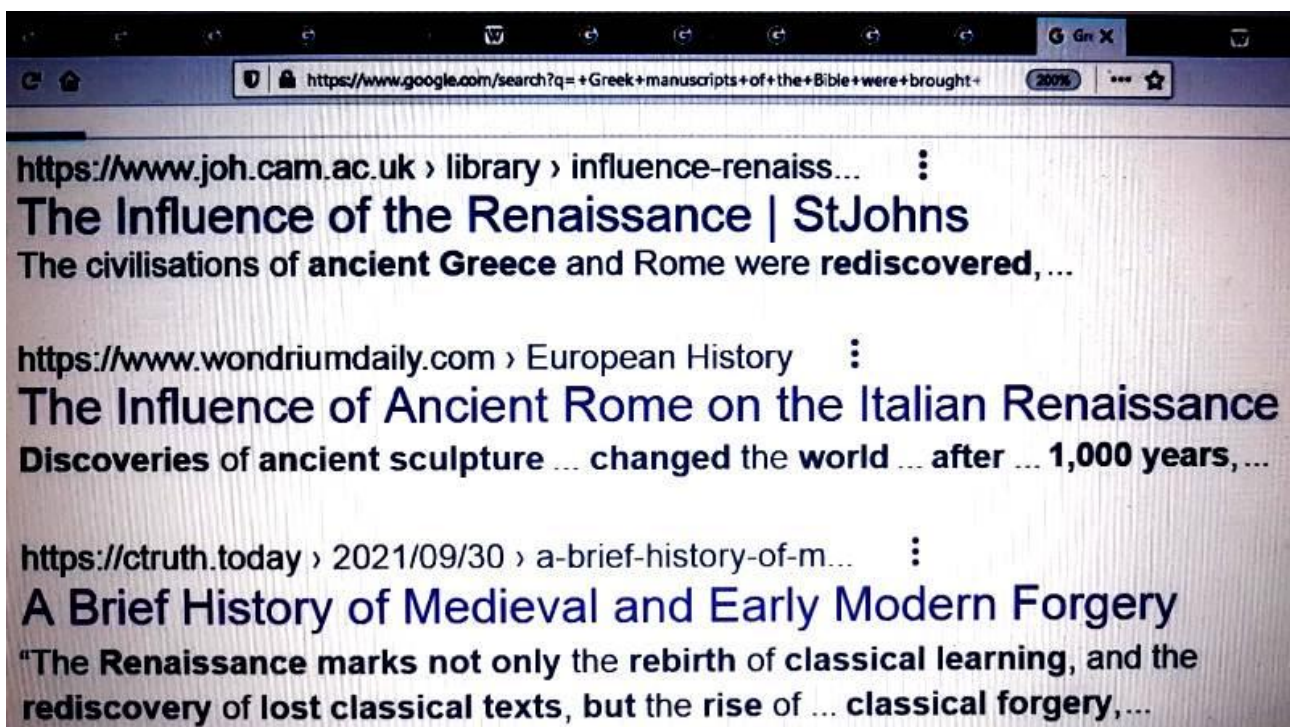 G Gre X
https://www.google.com/search?q=+Greek+manuscripts+of+the+Bible+were+brought+ 200%
https://www.joh.cam.ac.uk › library › influence-renaiss...
The Influence of the Renaissance | StJohns
The civilisations of ancient Greece and Rome were rediscovered,...
https://www.wondriumdaily.com › European History
The Influence of Ancient Rome on the Italian Renaissance
Discoveries of ancient sculpture ... changed the world ... after ... 1,000 years,...
https://ctruth.today › 2021/09/30 › a-brief-history-of-m...
A Brief History of Medieval and Early Modern Forgery
“The Renaissance marks not only the rebirth of classical learning, and the
rediscovery of lost classical texts, but the rise of ... classical forgery,...